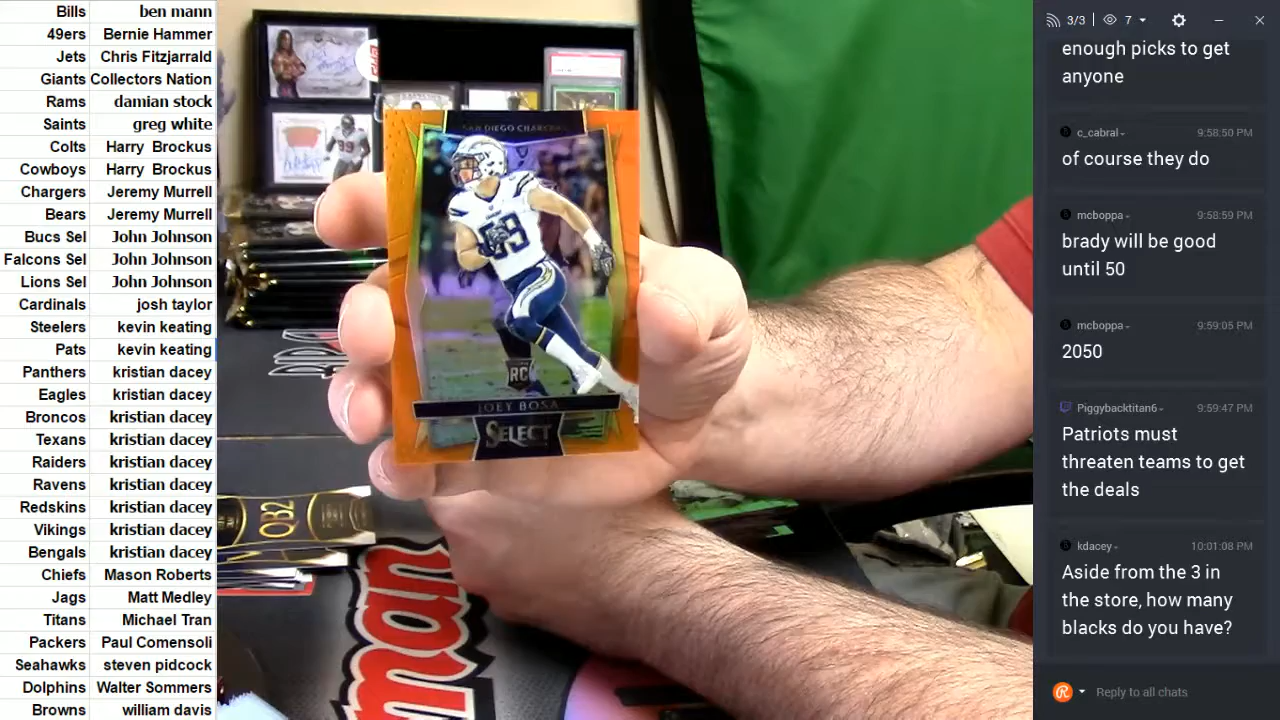 Bills ben mann
49ers Bernie Hammer
Jets Chris Fitzjarrald
Giants Collectors Nation
Rams damian stock
Saints greg white
Colts Harry Brockus
Cowboys Harry Brockus
Chargers Jeremy Murrell
Bears Jeremy Murrell
Bucs Sel John Johnson
Falcons Sel John Johnson
Lions Sel John Johnson
Cardinals josh taylor
Steelers kevin keating
Pats kevin keating
Panthers kristian dacey
Eagles kristian dacey
Broncos kristian dacey
Texans kristian dacey
Raiders kristian dacey
Ravens kristian dacey
Redskins kristian dacey
Vikings kristian dacey
Bengals kristian dacey
Chiefs Mason Roberts
Jags Matt Medley
Titans Michael Tran
Packers Paul Comensoli
Seahawks steven pidcock
Dolphins Walter Sommers
Browns william davis
SAN DIEGO CHARGERS
99
RC
JOEY BOSA
SELECT
99
QB2
3/3 7
enough picks to get
anyone
c_cabral 9:58:50 PM
of course they do
mcboppa 9:58:59 PM
brady will be good
until 50
mcboppa 9:59:05 PM
2050
Piggybacktitan6 9:59:47 PM
Patriots must
threaten teams to get
the deals
kdacey 10:01:08 PM
Aside from the 3 in
the store, how many
blacks do you have?
Reply to all chats